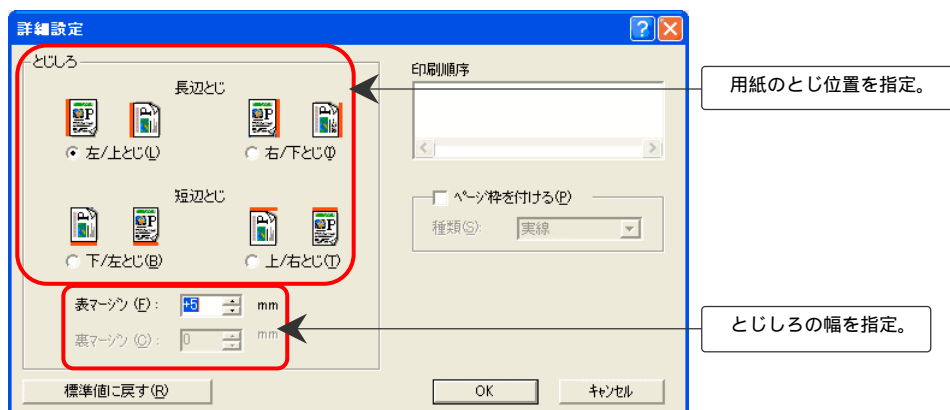 詳細設定
とじしろ
長辺とじ
左/上とじ(L)
右/下とじ(I)
短辺とじ
下/左とじ(B)
上/右とじ(T)
表マージン (F):
+5
mm
裏マージン (C):
0
mm
標準値に戻す(R)
印刷順序
ページ枠を付ける(P)
種類(S):
実線
OK
キャンセル
用紙のとじ位置を指定。
とじしろの幅を指定。